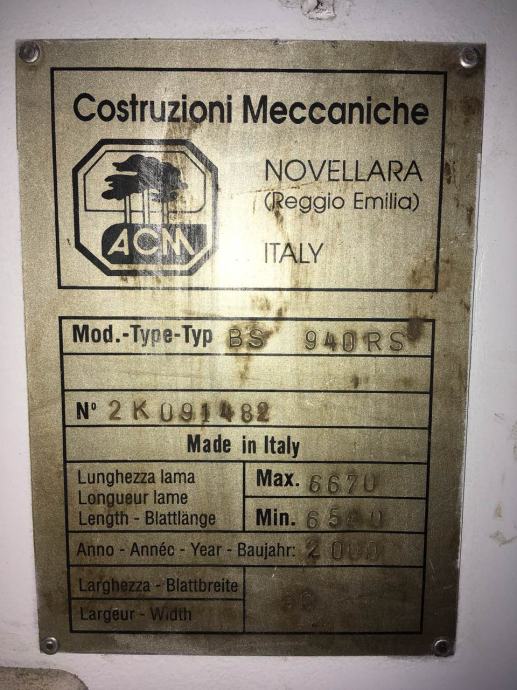 Costruzioni Meccaniche
ACM
NOVELLARA
(Reggio Emilia)
ITALY
Mod.-Type-Typ BS 940RS
N° 2K091482
Made in Italy
Lunghezza lama
Longueur lame
Length - Blattlänge
Max. 6670
Min.
Anno - Annéc - Year - Baujahr: 2000
Larghezza - Blattbreite
Largeur - Width